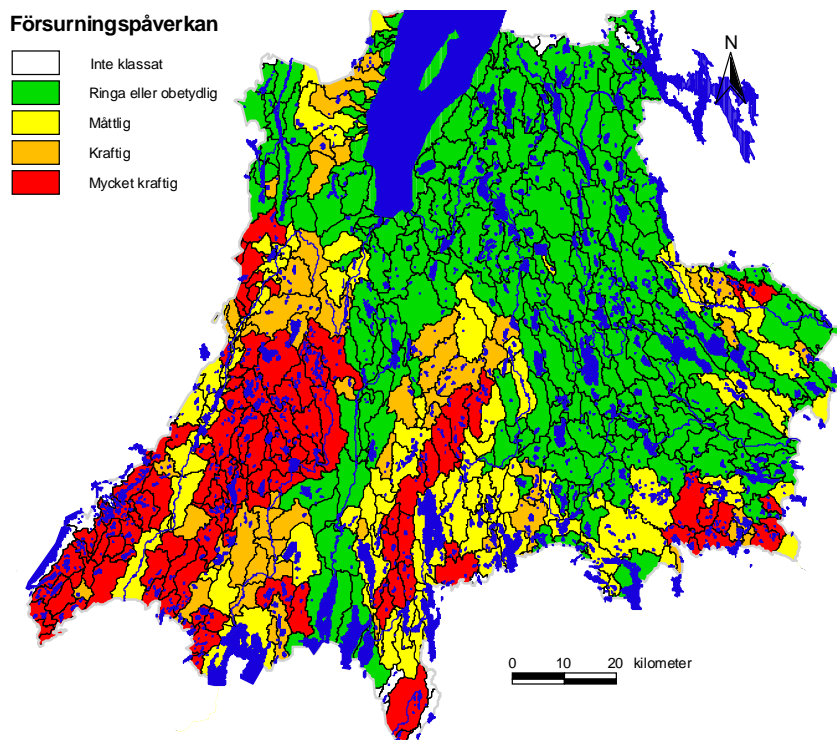 Försurningspåverkan
Inte klassat
Ringa eller obetydlig
Måttlig
Kraftig
Mycket kraftig
N
0 10 20 kilometer